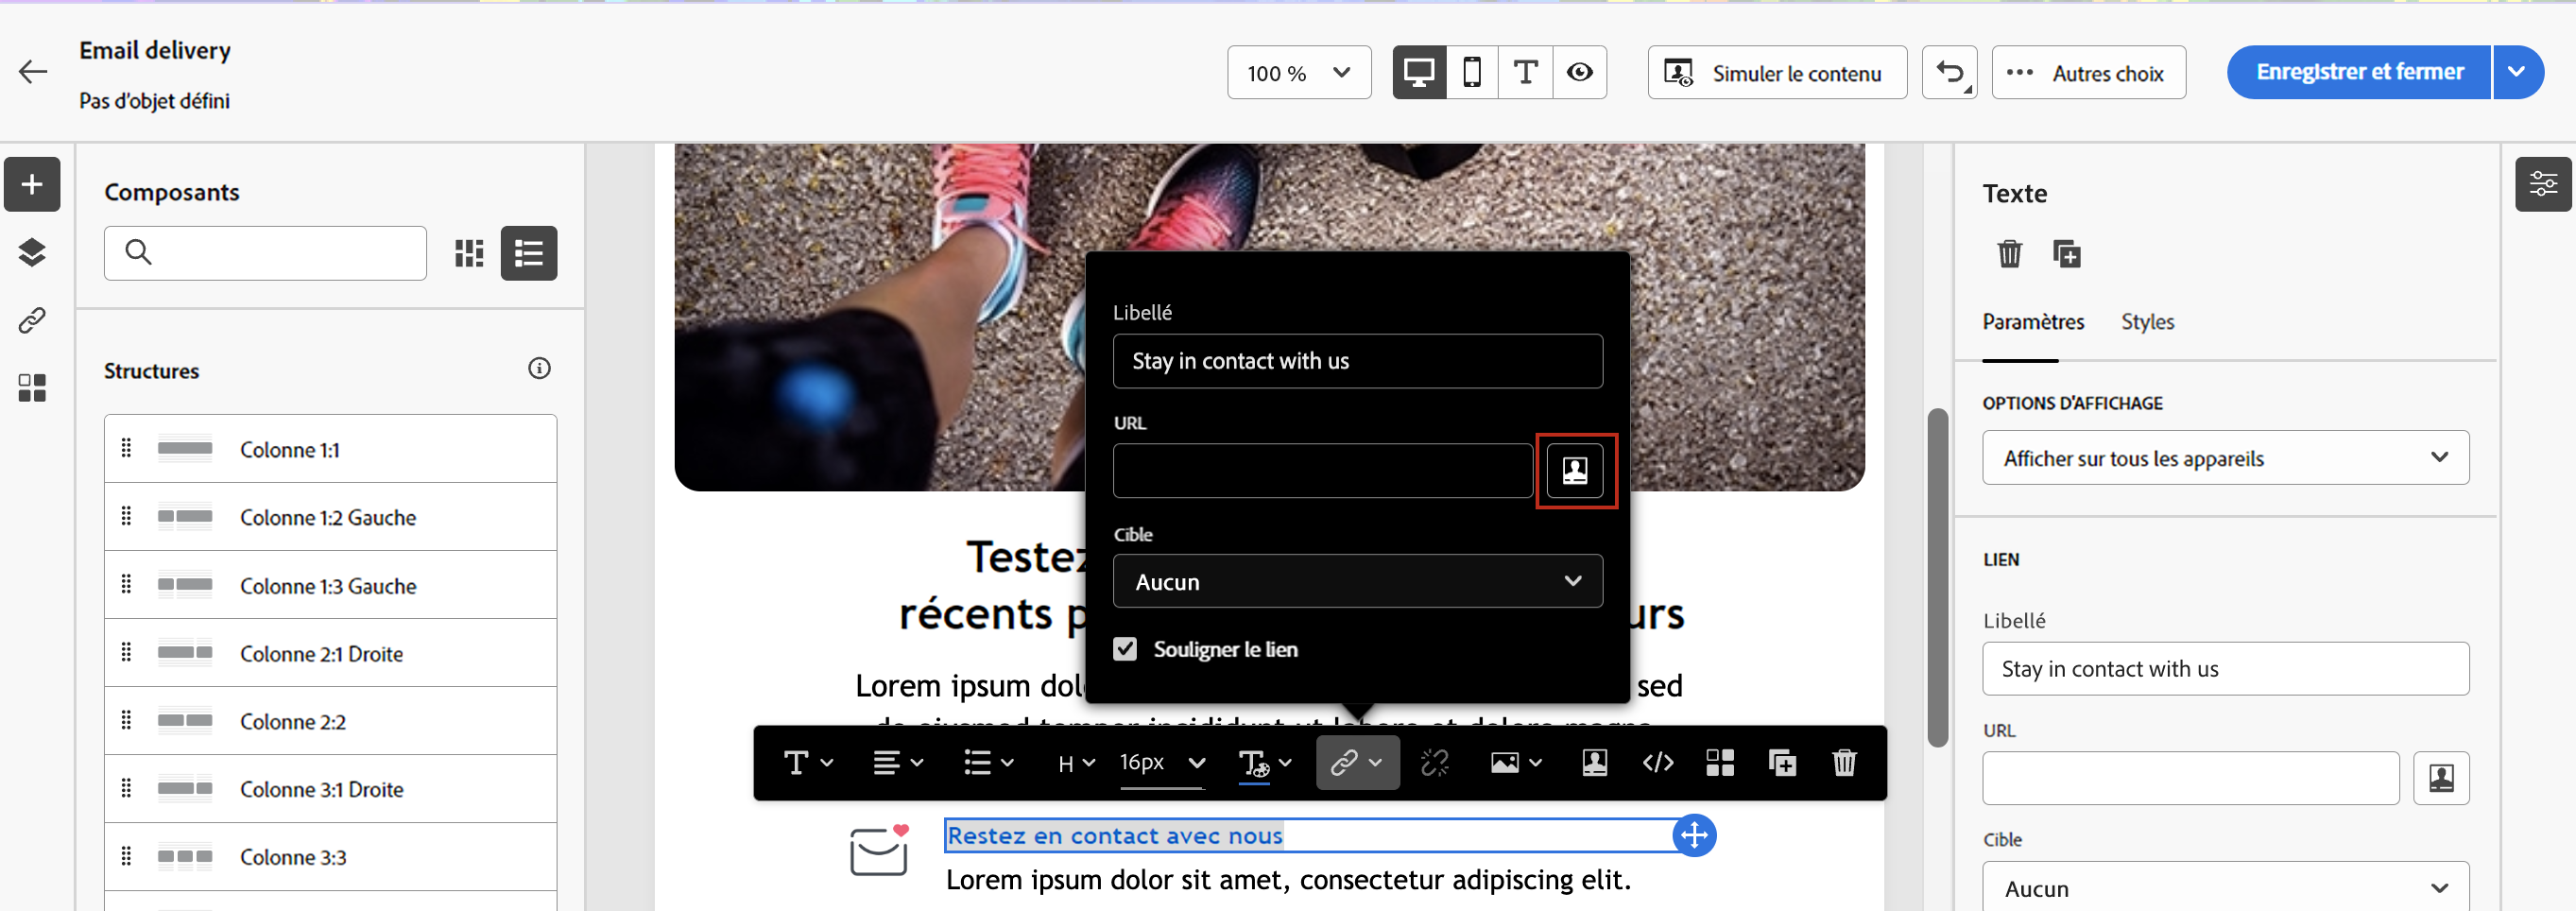 Email delivery
Pas d'objet défini
100 %
Simuler le contenu
Autres choix
Enregistrer et fermer
Composants
Structures
Colonne 1:1
Colonne 1:2 Gauche
Colonne 1:3 Gauche
Colonne 2:1 Droite
Colonne 2:2
Colonne 3:1 Droite
Colonne 3:3
Libellé
Stay in contact with us
URL
Cible
Aucun
Souligner le lien
Testez
récents p
urs
Lorem ipsum dol
sed
H
16px
Restez en contact avec nous
Lorem ipsum dolor sit amet, consectetur adipiscing elit.
Texte
Paramètres
Styles
OPTIONS D'AFFICHAGE
Afficher sur tous les appareils
LIEN
Libellé
Stay in contact with us
URL
Cible
Aucun